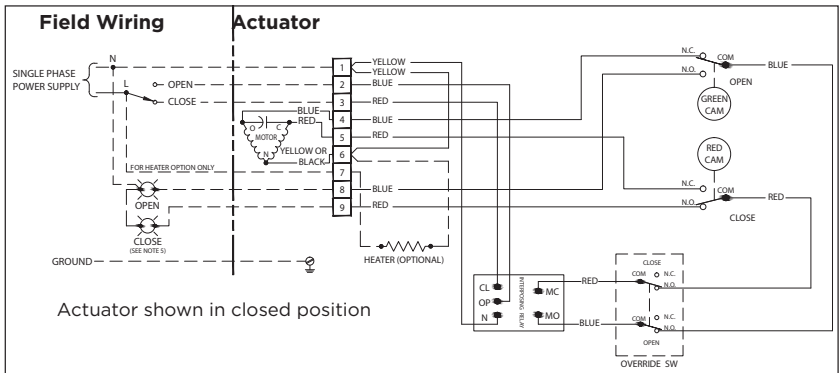 Field Wiring
Actuator
N
SINGLE PHASE
POWER SUPPLY
L
OPEN
CLOSE
1
2
3
4
5
6
7
8
9
YELLOW
YELLOW
BLUE
RED
BLUE
RED
BLUE
RED
BLUE
RED
O
C
MOTOR
N
YELLOW OR
BLACK
FOR HEATER OPTION ONLY
OPEN
CLOSE
(SEE NOTE 5)
GROUND
HEATER (OPTIONAL)
Actuator shown in closed position
N.C.
COM
N.O.
OPEN
BLUE
GREEN
CAM
RED
CAM
N.C.
COM
N.O.
CLOSE
RED
CL
OP
N
INTERPOSING RELAY
MC
MO
RED
BLUE
CLOSE
COM
N.C.
N.O.
COM
N.C.
N.O.
OPEN
OVERRIDE SW